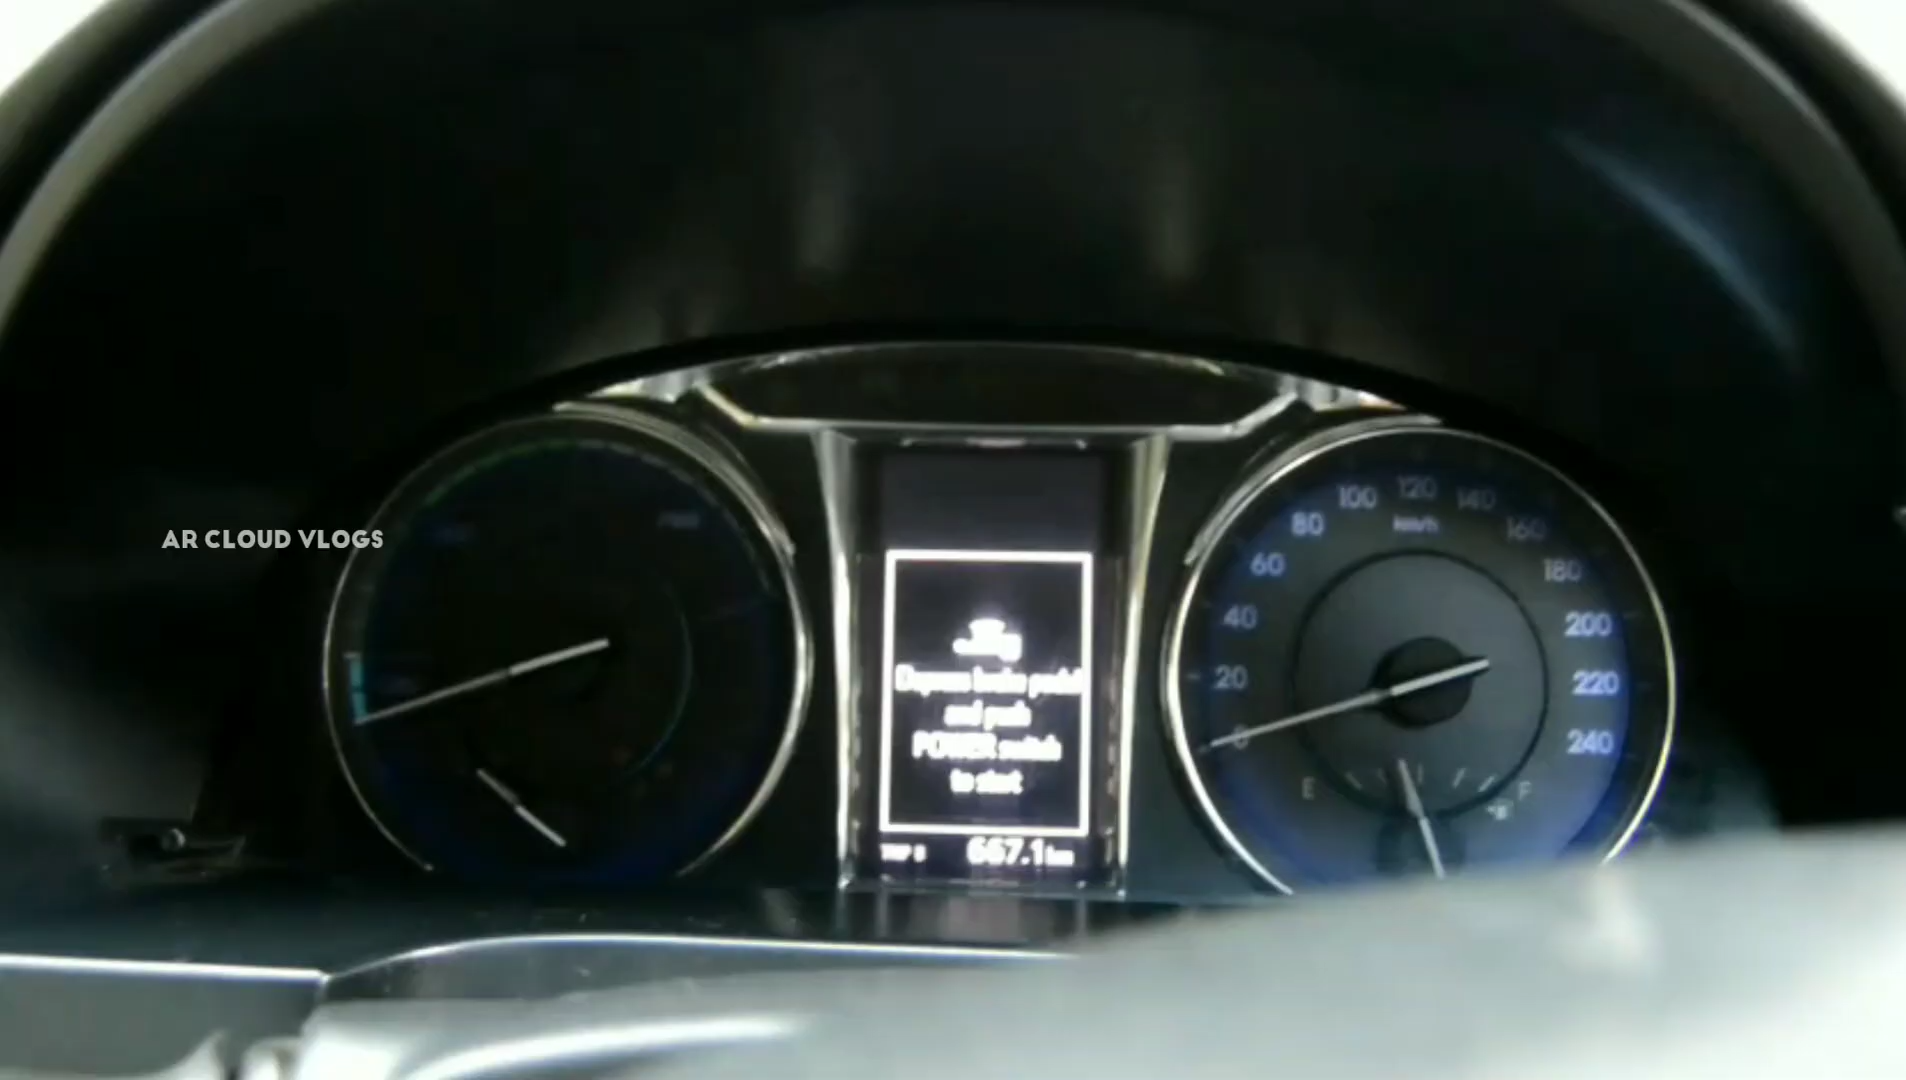 AR CLOUD VLOGS
Depress brake pedal
and push
POWER switch
to start
TRIP B 667.1 km
100 120 140
80 km/h 160
60 180
40 200
20 220
0 240
E F